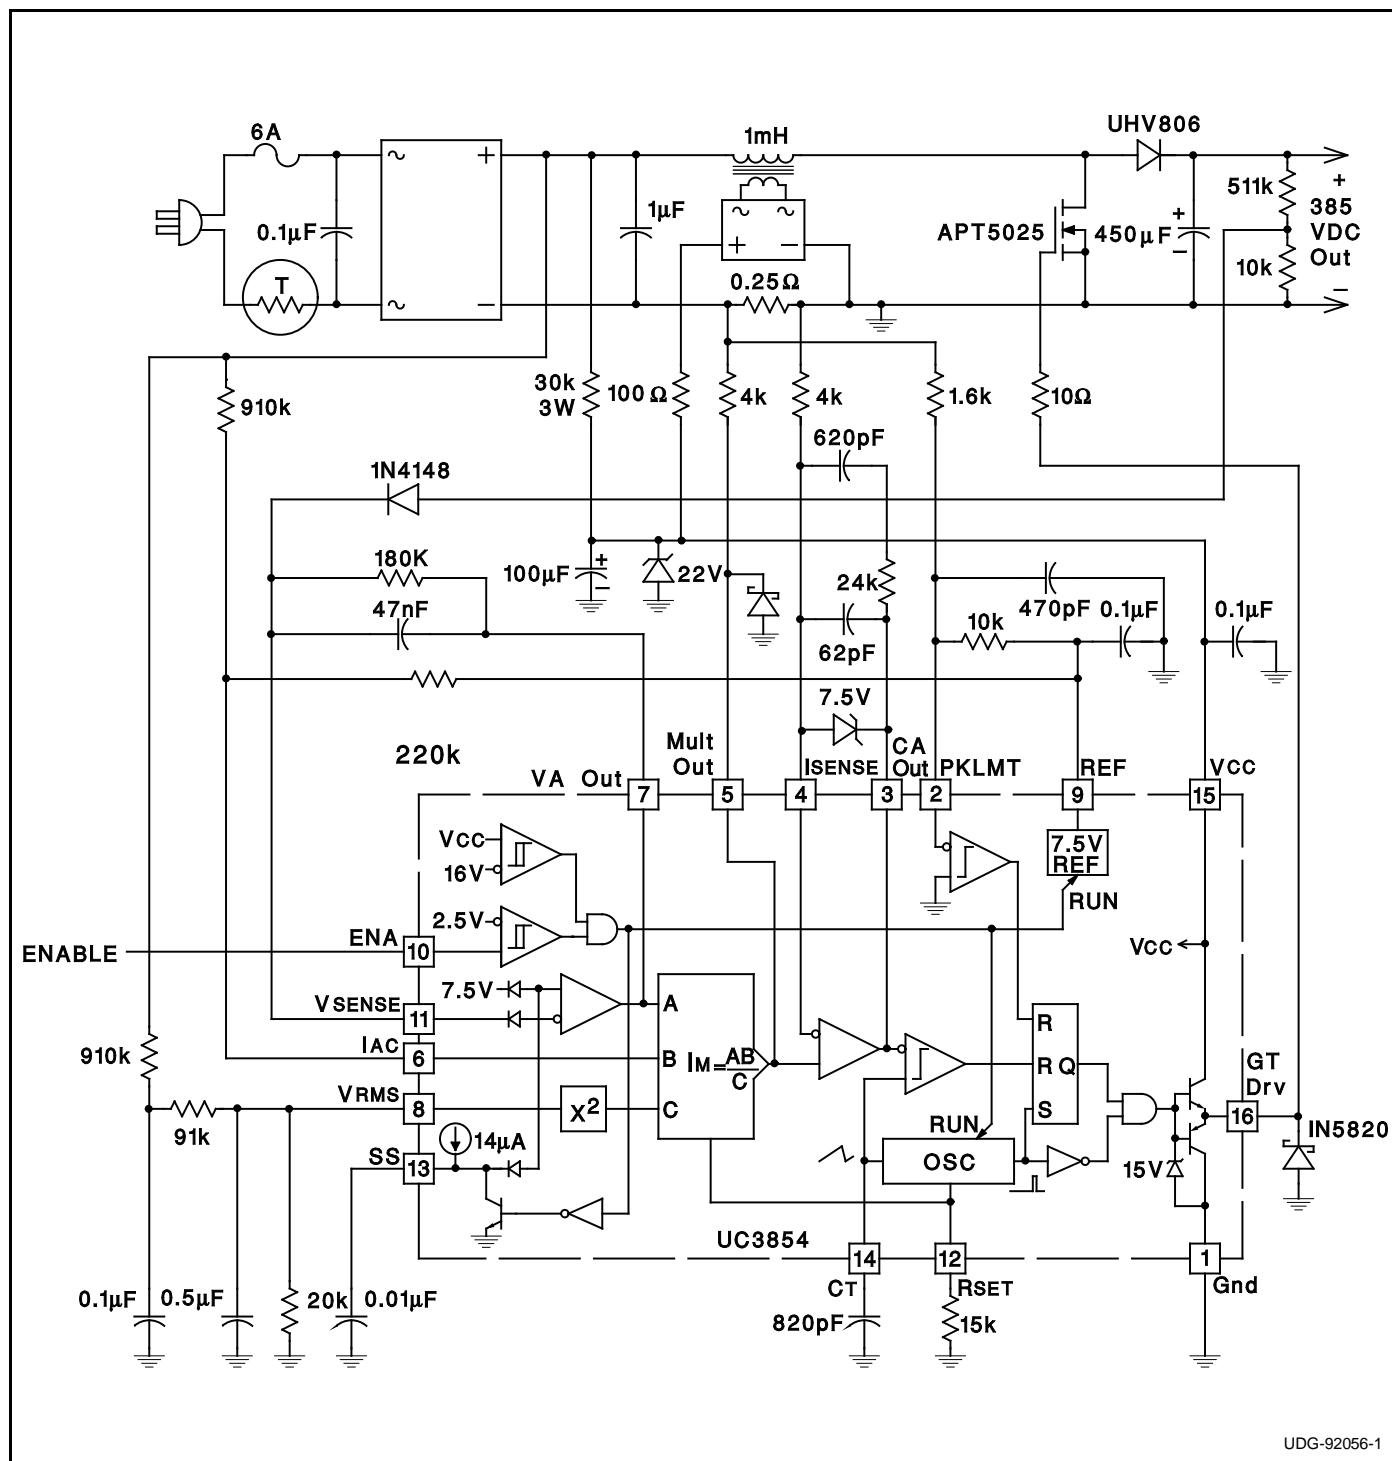 6A
1mH
UHV806
511k
+
385
VDC
Out
−
10k
0.1µF
T
~
~
+
−
1µF
~
~
+
−
APT5025
450µF
+
−
0.25Ω
910k
30k
3W
100Ω
4k
4k
1.6k
10Ω
620pF
1N4148
180K
47nF
100µF
+
−
22V
24k
62pF
470pF
10k
0.1µF
0.1µF
7.5V
220k
VA Out
Mult
Out
ISENSE
CA
Out
PKLMT
REF
VCC
7
5
4
3
2
9
15
VCC
16V
2.5V
7.5V
REF
RUN
ENABLE
ENA
10
VCC
7.5V
VSENSE
11
A
IAC
6
B
IM=AB/C
910k
VRMS
8
X2
C
91k
R
R
Q
S
GT
Drv
16
IN5820
14µA
SS
13
RUN
OSC
15V
UC3854
14
12
1
CT
RSET
Gnd
0.1µF
0.5µF
20k
0.01µF
820pF
15k
UDG-92056-1